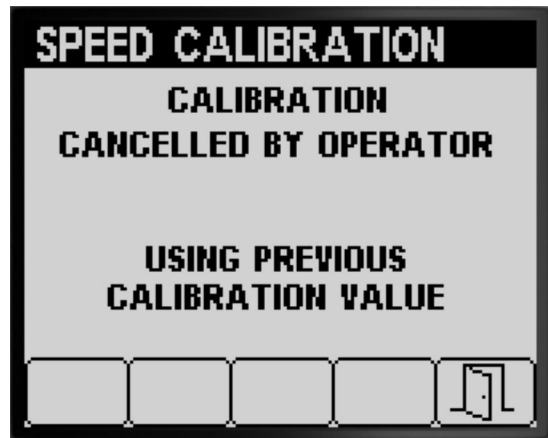 SPEED CALIBRATION
CALIBRATION
CANCELLED BY OPERATOR
USING PREVIOUS
CALIBRATION VALUE